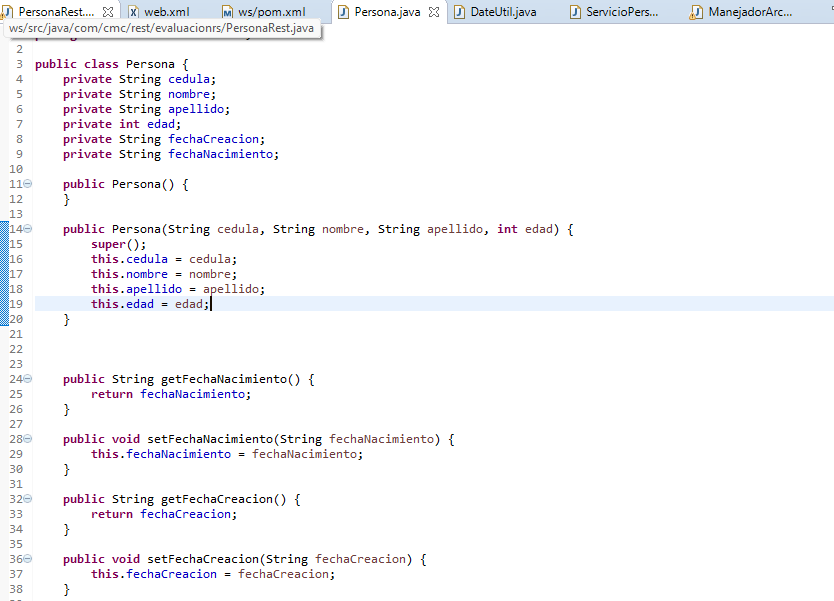 PersonaRest.... web.xml ws/pom.xml Persona.java DateUtil.java ServicioPers... ManejadorArc...
ws/src/java/com/cmc/rest/evaluacionrs/PersonaRest.java
2
3 public class Persona {
4 private String cedula;
5 private String nombre;
6 private String apellido;
7 private int edad;
8 private String fechaCreacion;
9 private String fechaNacimiento;
10
11 public Persona() {
12 }
13
14 public Persona(String cedula, String nombre, String apellido, int edad) {
15 super();
16 this.cedula = cedula;
17 this.nombre = nombre;
18 this.apellido = apellido;
19 this.edad = edad;
20 }
21
22
23
24 public String getFechaNacimiento() {
25 return fechaNacimiento;
26 }
27
28 public void setFechaNacimiento(String fechaNacimiento) {
29 this.fechaNacimiento = fechaNacimiento;
30 }
31
32 public String getFechaCreacion() {
33 return fechaCreacion;
34 }
35
36 public void setFechaCreacion(String fechaCreacion) {
37 this.fechaCreacion = fechaCreacion;
38 }